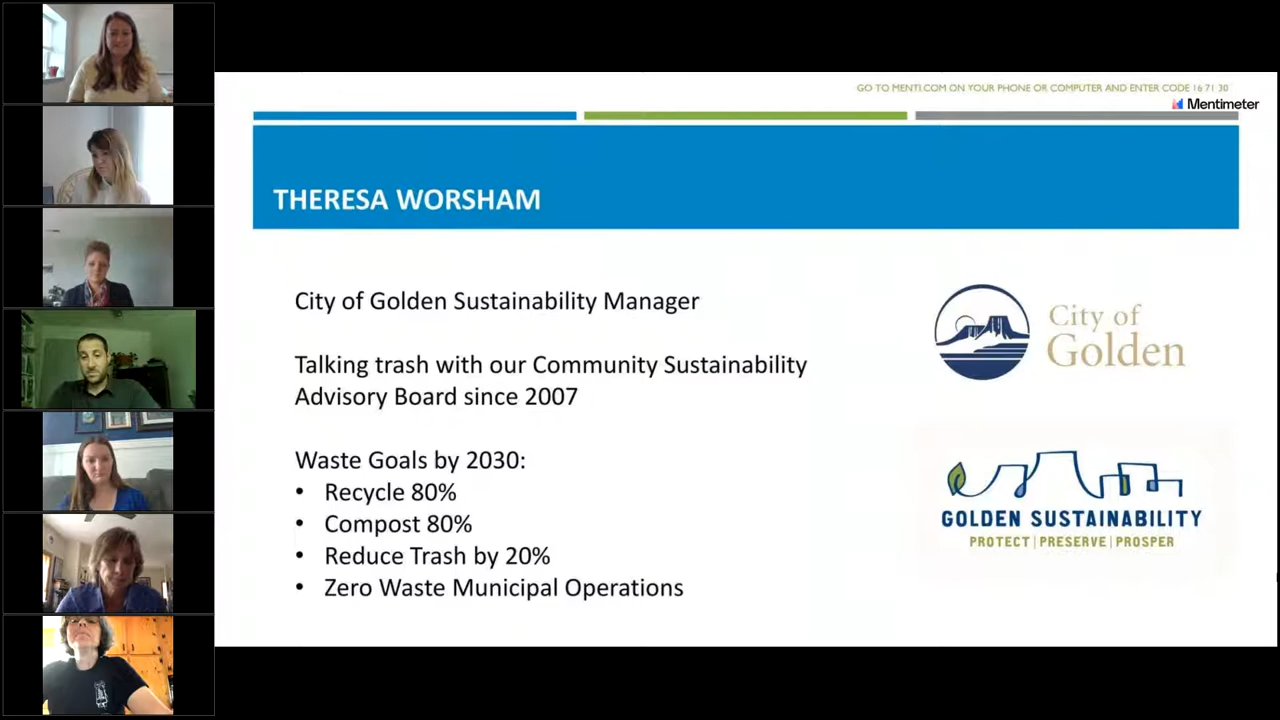 GO TO MENTI.COM ON YOUR PHONE OR COMPUTER AND ENTER CODE 16 71 30
Mentimeter
THERESA WORSHAM
City of Golden Sustainability Manager
Talking trash with our Community Sustainability
Advisory Board since 2007
Waste Goals by 2030:
• Recycle 80%
• Compost 80%
• Reduce Trash by 20%
• Zero Waste Municipal Operations
City of
Golden
GOLDEN SUSTAINABILITY
PROTECT | PRESERVE | PROSPER